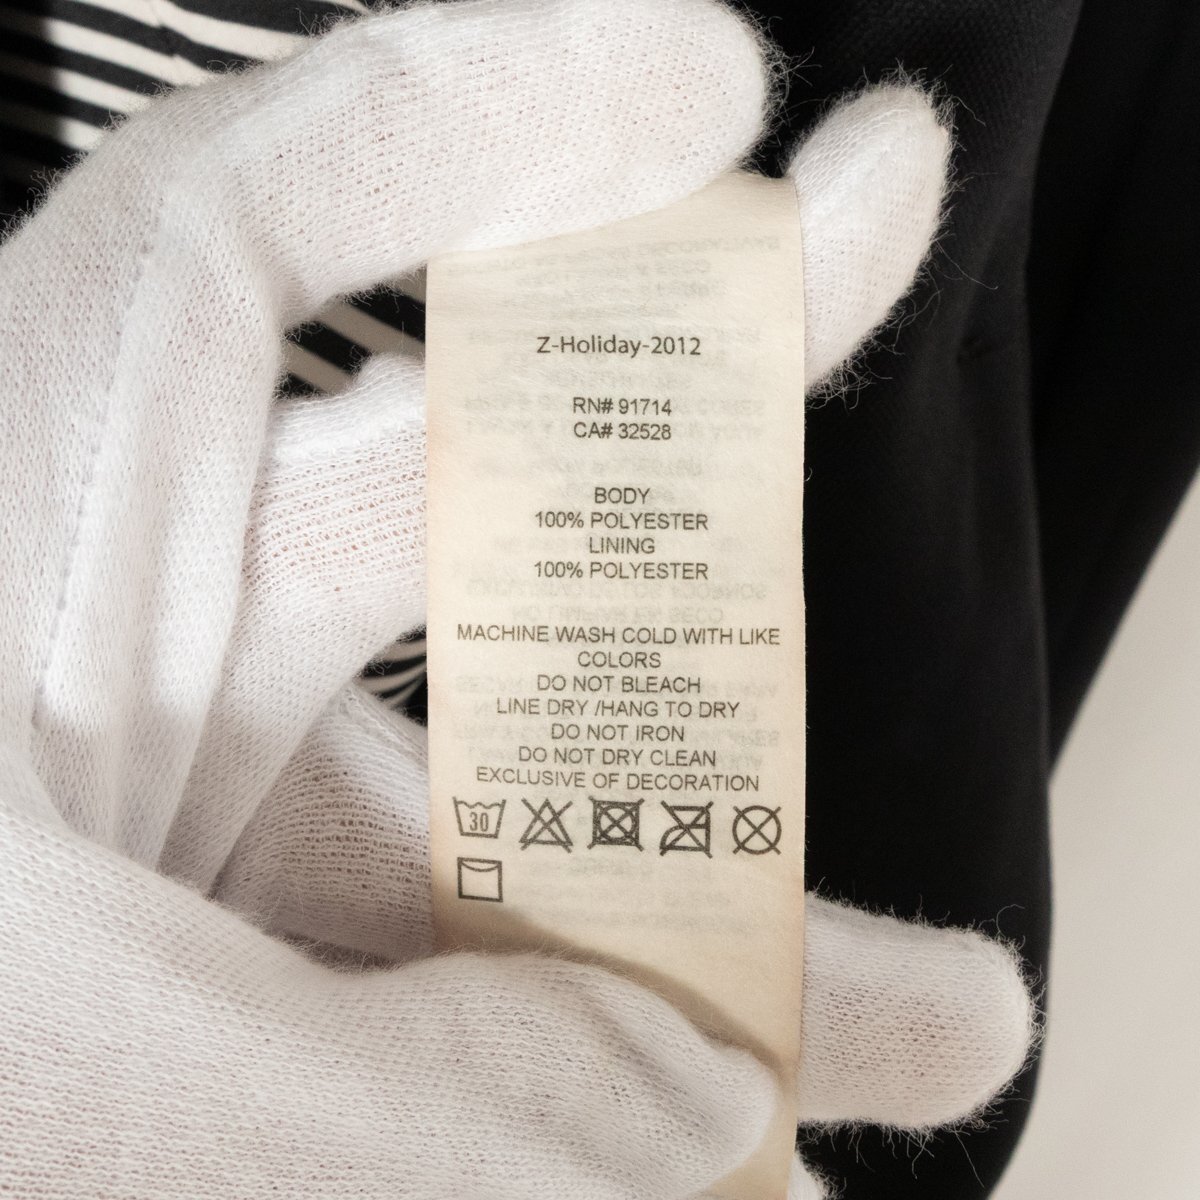 Z-Holiday-2012
RN# 91714
CA# 32528
BODY
100% POLYESTER
LINING
100% POLYESTER
MACHINE WASH COLD WITH LIKE
COLORS
DO NOT BLEACH
LINE DRY /HANG TO DRY
DO NOT IRON
DO NOT DRY CLEAN
EXCLUSIVE OF DECORATION
30